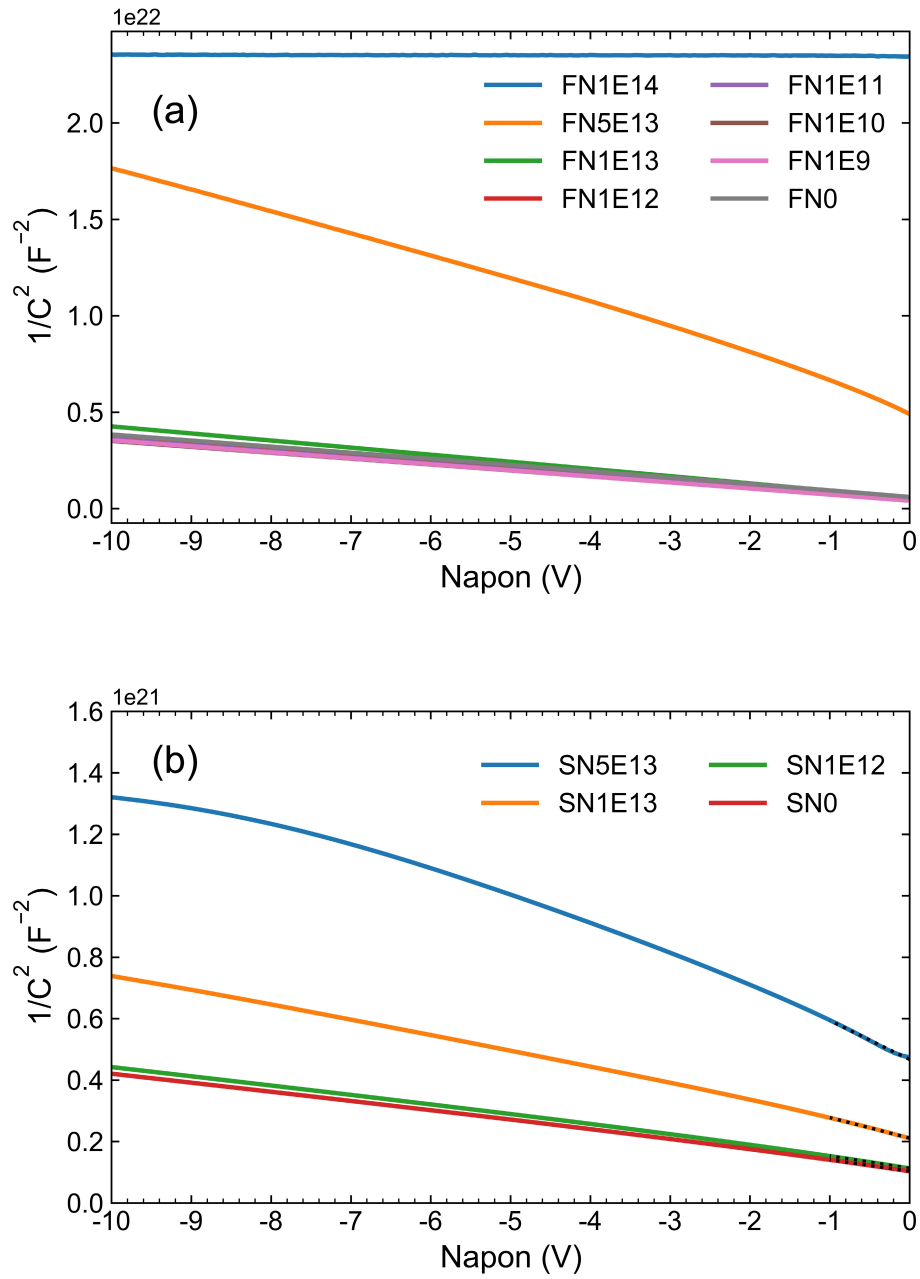 1e22
(a)
FN1E14 FN1E11
FN5E13 FN1E10
FN1E13 FN1E9
FN1E12 FN0
2.0
1.5
1.0
0.5
0.0
1/C² (F⁻²)
-10 -9 -8 -7 -6 -5 -4 -3 -2 -1 0
Napon (V)
1e21
(b)
SN5E13 SN1E12
SN1E13 SN0
1.6
1.4
1.2
1.0
0.8
0.6
0.4
0.2
0.0
1/C² (F⁻²)
-10 -9 -8 -7 -6 -5 -4 -3 -2 -1 0
Napon (V)